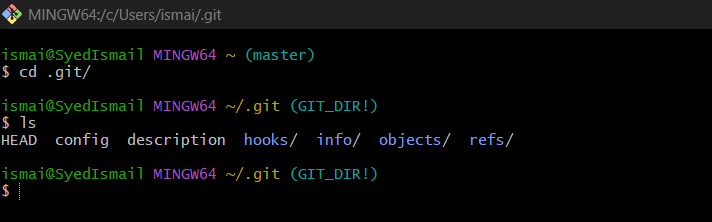 MINGW64:/c/Users/ismai/.git
ismai@SyedIsmail MINGW64 ~ (master)
$ cd .git/
ismai@SyedIsmail MINGW64 ~/.git (GIT_DIR!)
$ ls
HEAD  config  description  hooks/  info/  objects/  refs/
ismai@SyedIsmail MINGW64 ~/.git (GIT_DIR!)
$